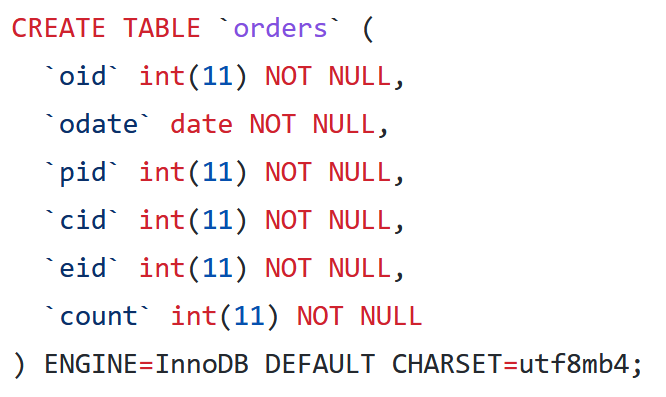 CREATE TABLE `orders` (
  `oid` int(11) NOT NULL,
  `odate` date NOT NULL,
  `pid` int(11) NOT NULL,
  `cid` int(11) NOT NULL,
  `eid` int(11) NOT NULL,
  `count` int(11) NOT NULL
) ENGINE=InnoDB DEFAULT CHARSET=utf8mb4;